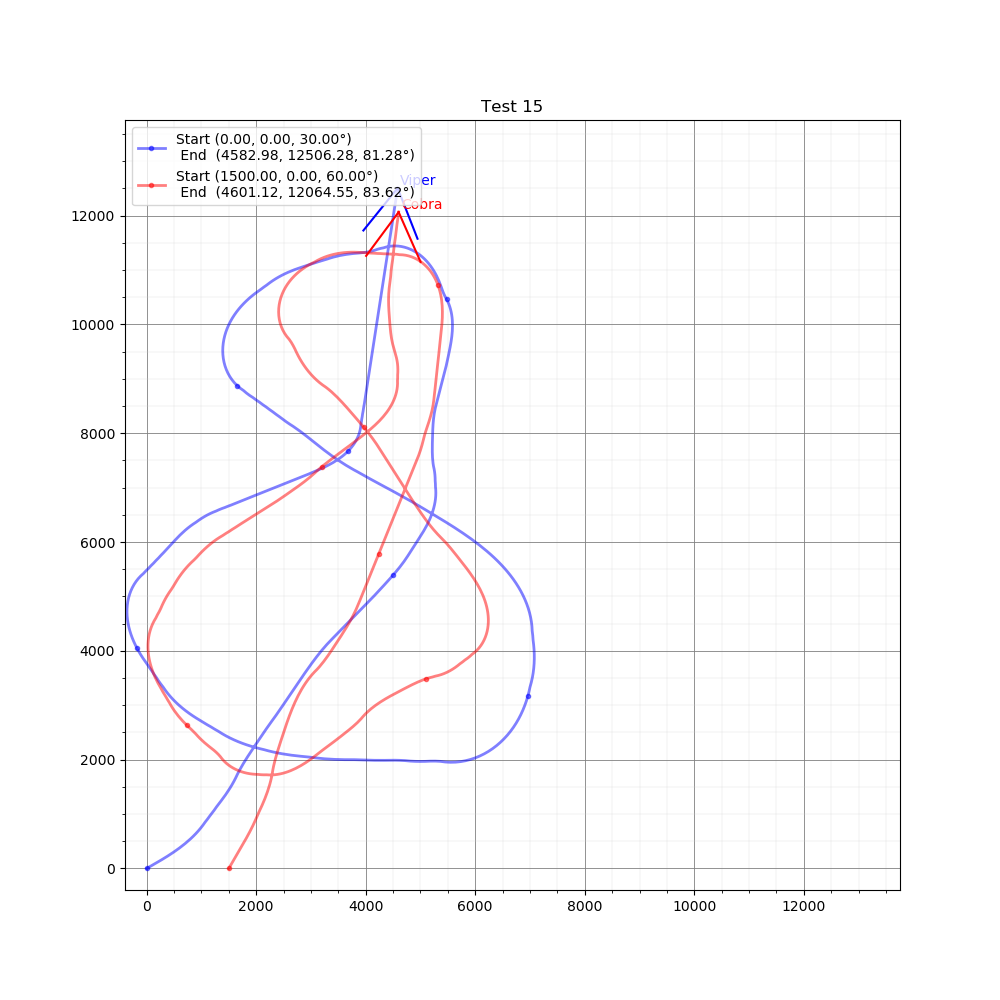 Test 15
Start (0.00, 0.00, 30.00°)
End (4582.98, 12506.28, 81.28°)
Start (1500.00, 0.00, 60.00°)
End (4601.12, 12064.55, 83.62°)
Viper
Cobra
12000
10000
8000
6000
4000
2000
0
0 2000 4000 6000 8000 10000 12000